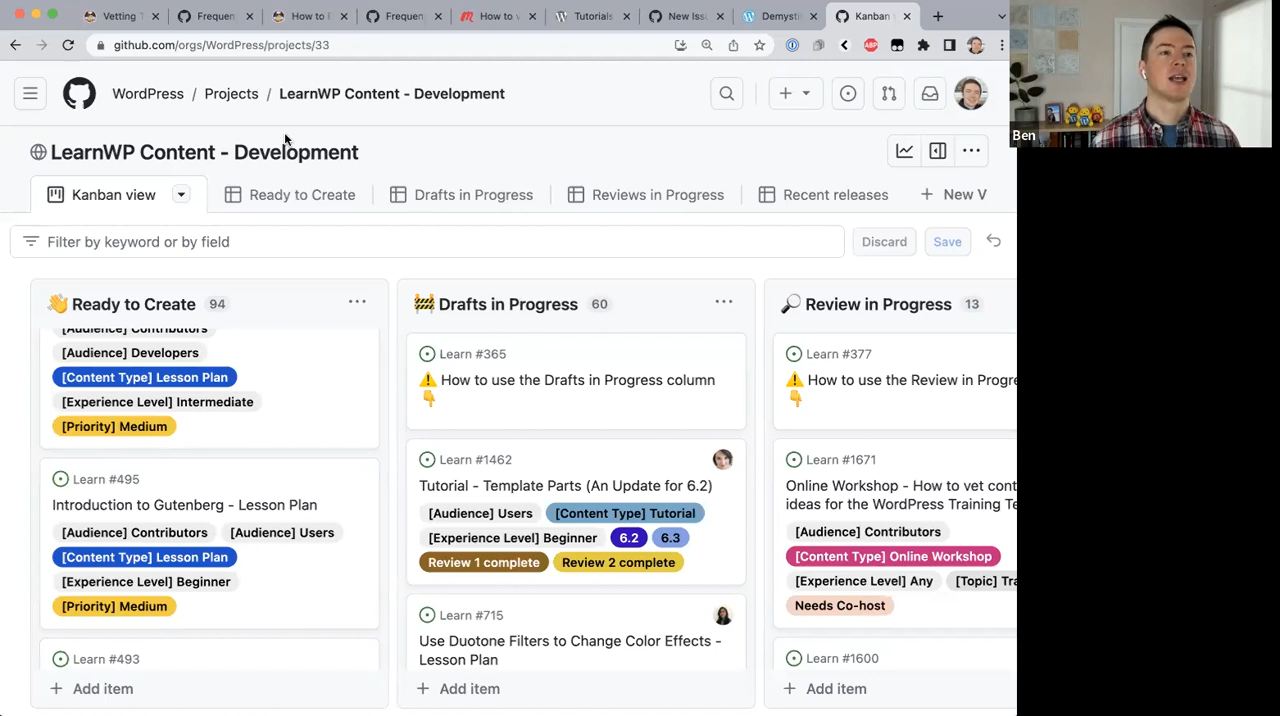 Vetting T
Frequen
How to F
Frequen
How to v
Tutorials
New Issu
Demysti
Kanban
github.com/orgs/WordPress/projects/33
WordPress / Projects / LearnWP Content - Development
Ben
LearnWP Content - Development
Kanban view
Ready to Create
Drafts in Progress
Reviews in Progress
Recent releases
+ New V
Filter by keyword or by field
Discard
Save
👋 Ready to Create 94
[Audience] Contributors
[Audience] Developers
[Content Type] Lesson Plan
[Experience Level] Intermediate
[Priority] Medium
Learn #495
Introduction to Gutenberg - Lesson Plan
[Audience] Contributors [Audience] Users
[Content Type] Lesson Plan
[Experience Level] Beginner
[Priority] Medium
Learn #493
+ Add item
🚧 Drafts in Progress 60
Learn #365
⚠️ How to use the Drafts in Progress column
👇
Learn #1462
Tutorial - Template Parts (An Update for 6.2)
[Audience] Users [Content Type] Tutorial
[Experience Level] Beginner 6.2 6.3
Review 1 complete Review 2 complete
Learn #715
Use Duotone Filters to Change Color Effects -
Lesson Plan
+ Add item
🔎 Review in Progress 13
Learn #377
⚠️ How to use the Review in Progre
👇
Learn #1671
Online Workshop - How to vet cont
ideas for the WordPress Training Te
[Audience] Contributors
[Content Type] Online Workshop
[Experience Level] Any [Topic] Tra
Needs Co-host
Learn #1600
+ Add item